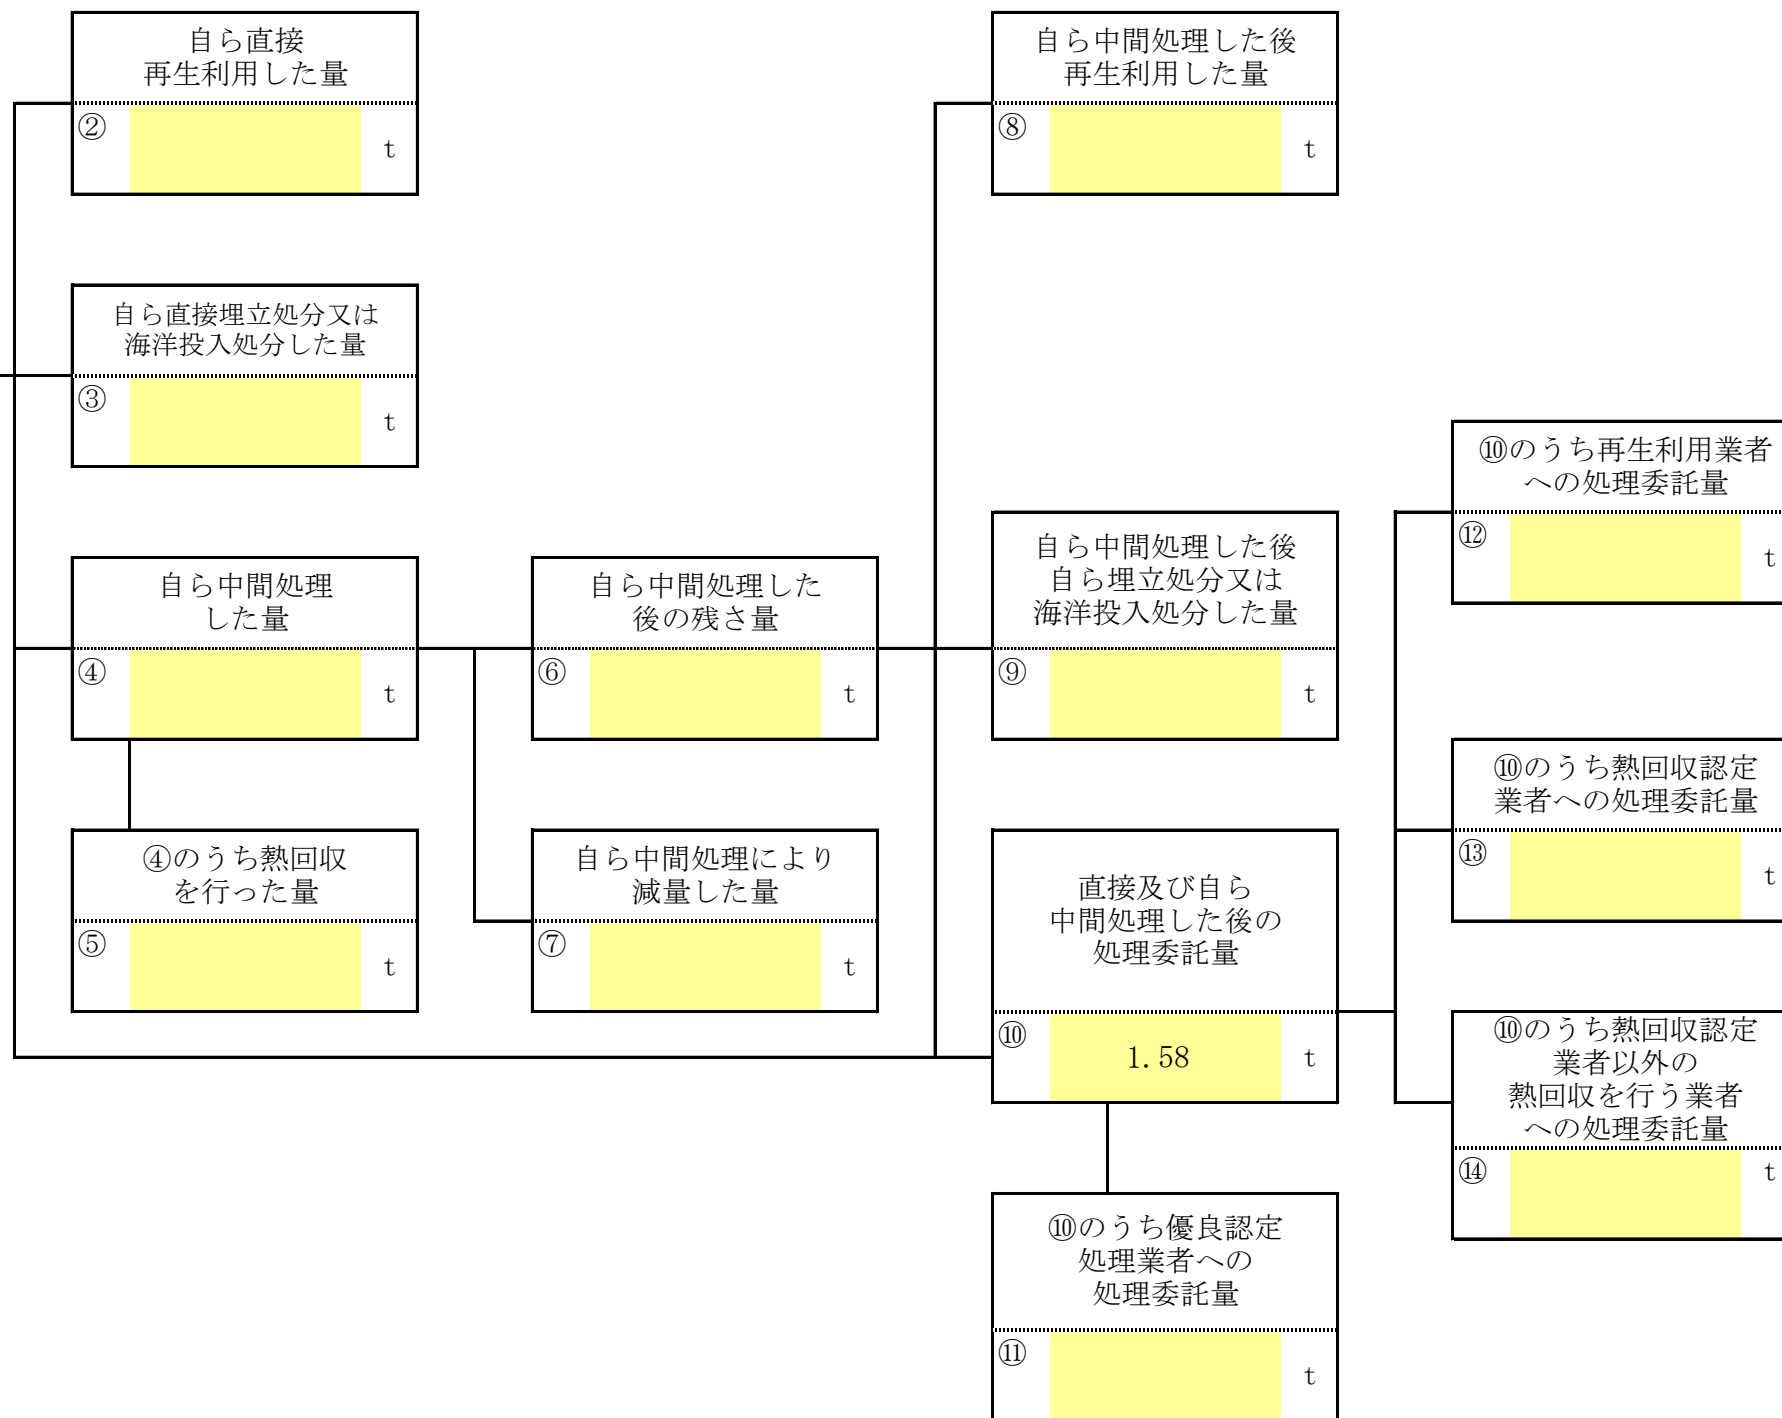 自ら直接
再生利用した量
②
t
自ら直接埋立処分又は
海洋投入処分した量
③
t
自ら中間処理
した量
④
t
④のうち熱回収
を行った量
⑤
t
自ら中間処理した
後の残さ量
⑥
t
自ら中間処理により
減量した量
⑦
t
自ら中間処理した後
再生利用した量
⑧
t
自ら中間処理した後
自ら埋立処分又は
海洋投入処分した量
⑨
t
直接及び自ら
中間処理した後の
処理委託量
⑩ 1.58 t
⑩のうち優良認定
処理業者への
処理委託量
⑪
t
⑩のうち再生利用業者
への処理委託量
⑫
t
⑩のうち熱回収認定
業者への処理委託量
⑬
t
⑩のうち熱回収認定
業者以外の
熱回収を行う業者
への処理委託量
⑭
t